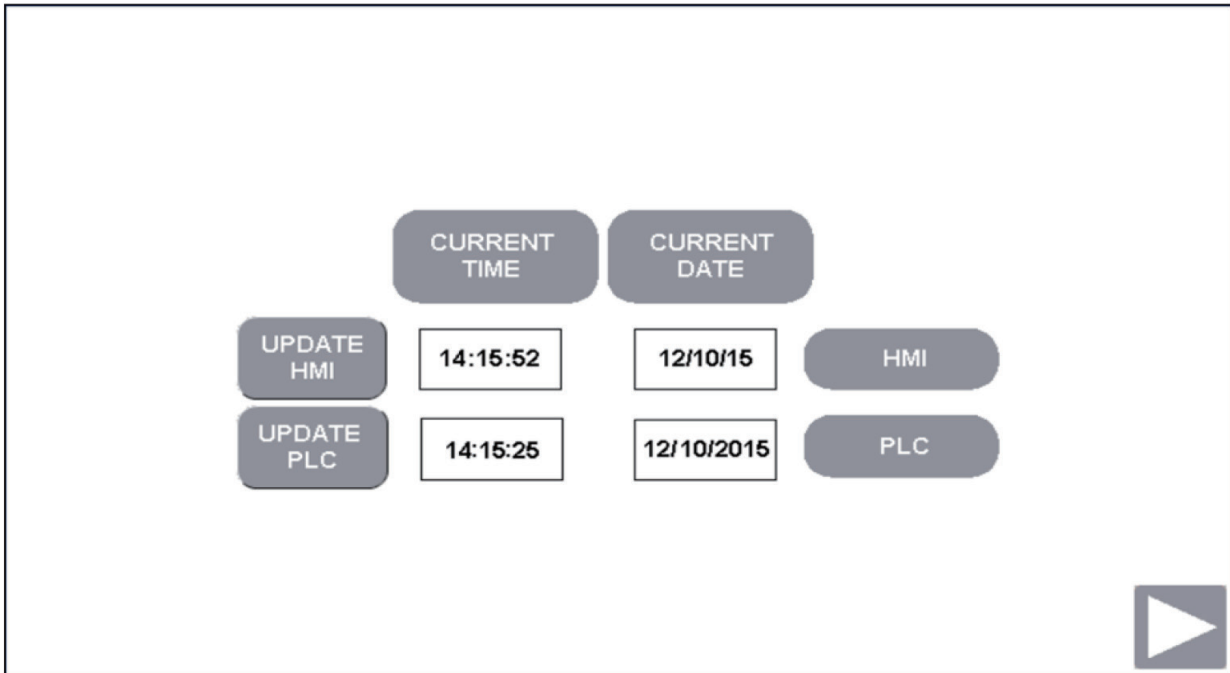 CURRENT
TIME
CURRENT
DATE
UPDATE
HMI
14:15:52
12/10/15
HMI
UPDATE
PLC
14:15:25
12/10/2015
PLC